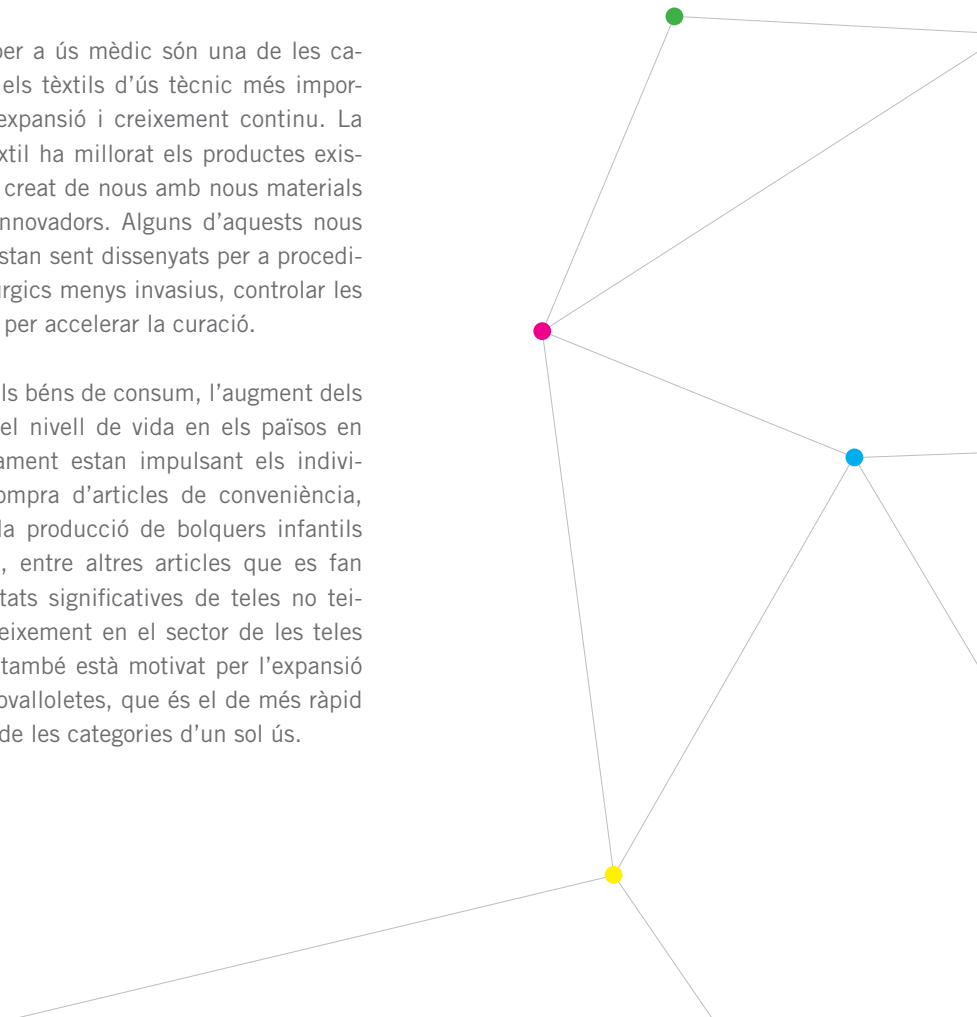 per a ús mèdic són una de les ca-
els tèxtils d’ús tècnic més impor-
expansió i creixement continu. La
xtil ha millorat els productes exis-
creat de nous amb nous materials
nnovadors. Alguns d’aquests nous
stan sent dissenyats per a procedi-
úrgics menys invasius, controlar les
per accelerar la curació.
ls béns de consum, l’augment dels
el nivell de vida en els països en
ament estan impulsant els indivi-
ompra d’articles de conveniència,
la producció de bolquers infantils
, entre altres articles que es fan
tats significatives de teles no tei-
eixement en el sector de les teles
també està motivat per l’expansió
ovalloletes, que és el de més ràpid
de les categories d’un sol ús.